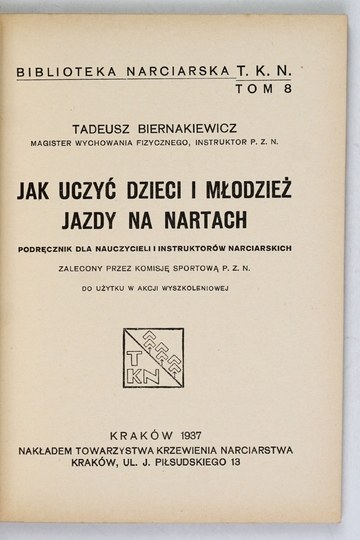 BIBLIOTEKA NARCIARSKA T. K. N.
TOM 8
TADEUSZ BIERNAKIEWICZ
MAGISTER WYCHOWANIA FIZYCZNEGO, INSTRUKTOR P. Z. N.
JAK UCZYĆ DZIECI I MŁODZIEŻ
JAZDY NA NARTACH
PODRĘCZNIK DLA NAUCZYCIELI I INSTRUKTORÓW NARCIARSKICH
ZALECONY PRZEZ KOMISJĘ SPORTOWĄ P. Z. N.
DO UŻYTKU W AKCJI WYSZKOLENIOWEJ
T
KN
KRAKÓW 1937
NAKŁADEM TOWARZYSTWA KRZEWIENIA NARCIARSTWA
KRAKÓW, UL. J. PIŁSUDSKIEGO 13